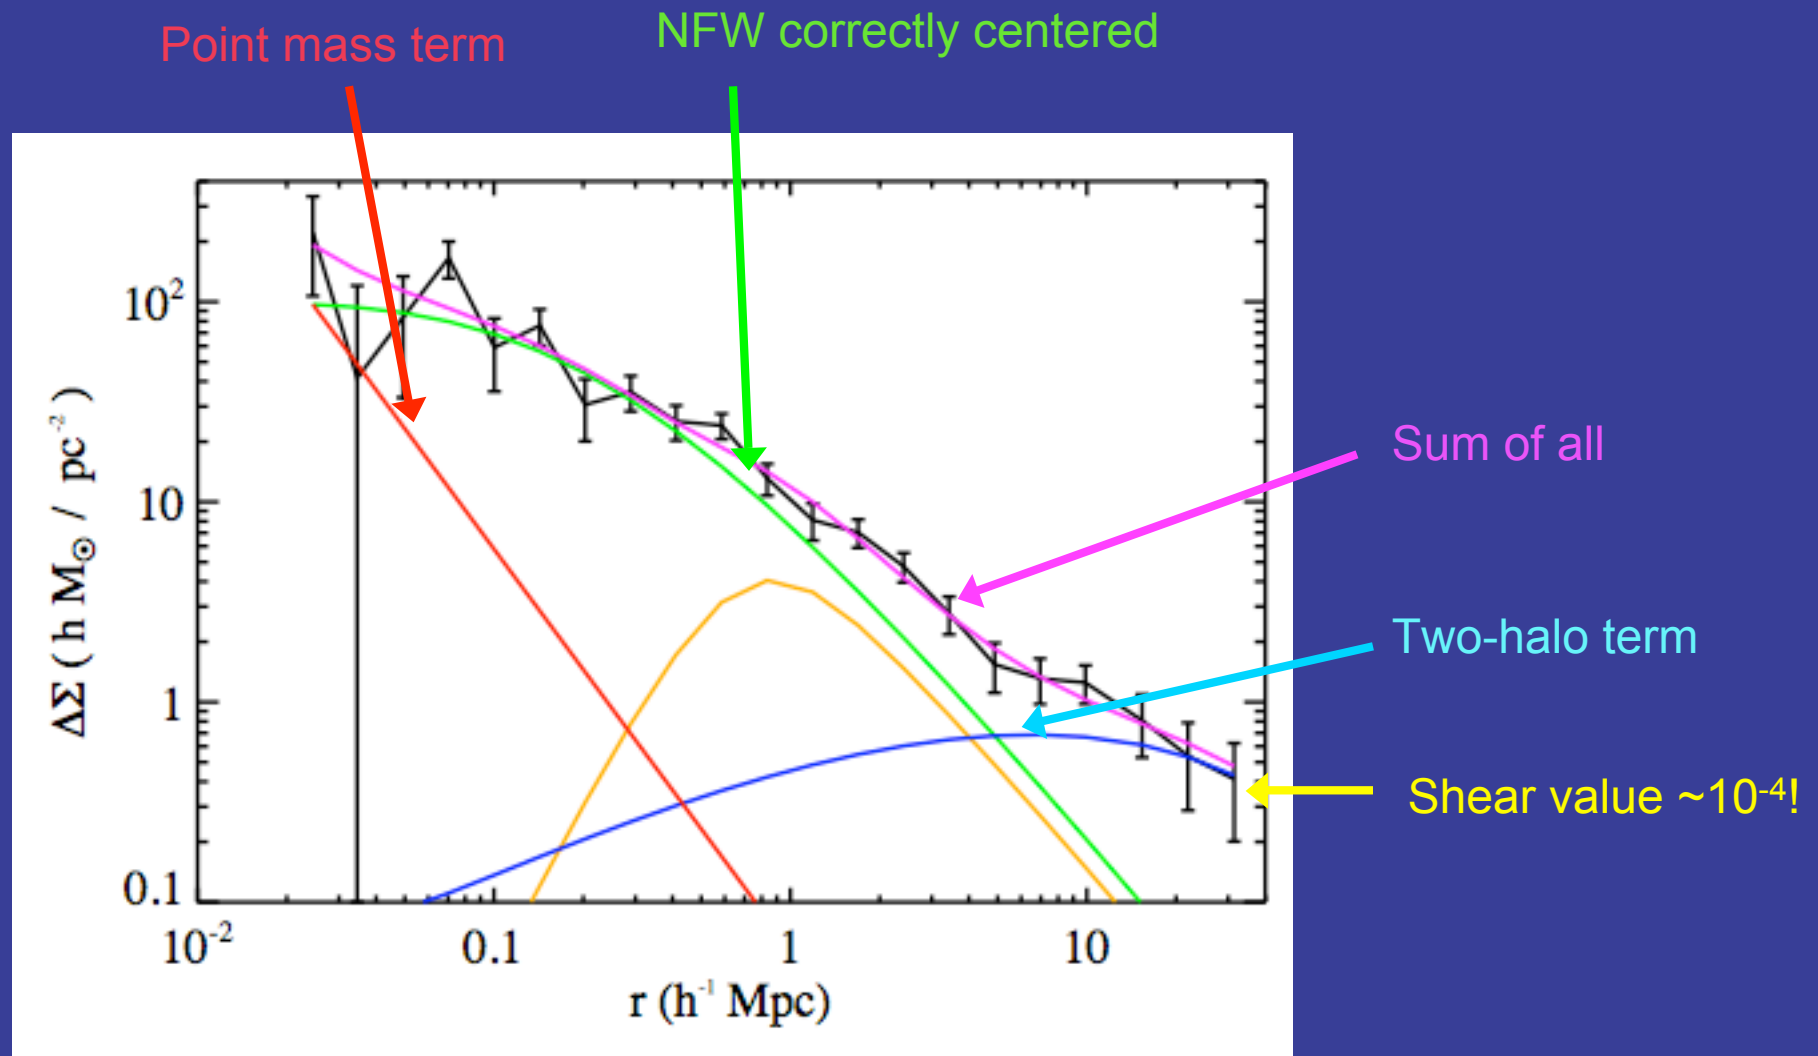 Point mass term
NFW correctly centered
Sum of all
Two-halo term
Shear value ~10⁻⁴!
ΔΣ ( h M☉ / pc⁻² )
10²
10
1
0.1
10⁻² 0.1 1 10
r (h⁻¹ Mpc)